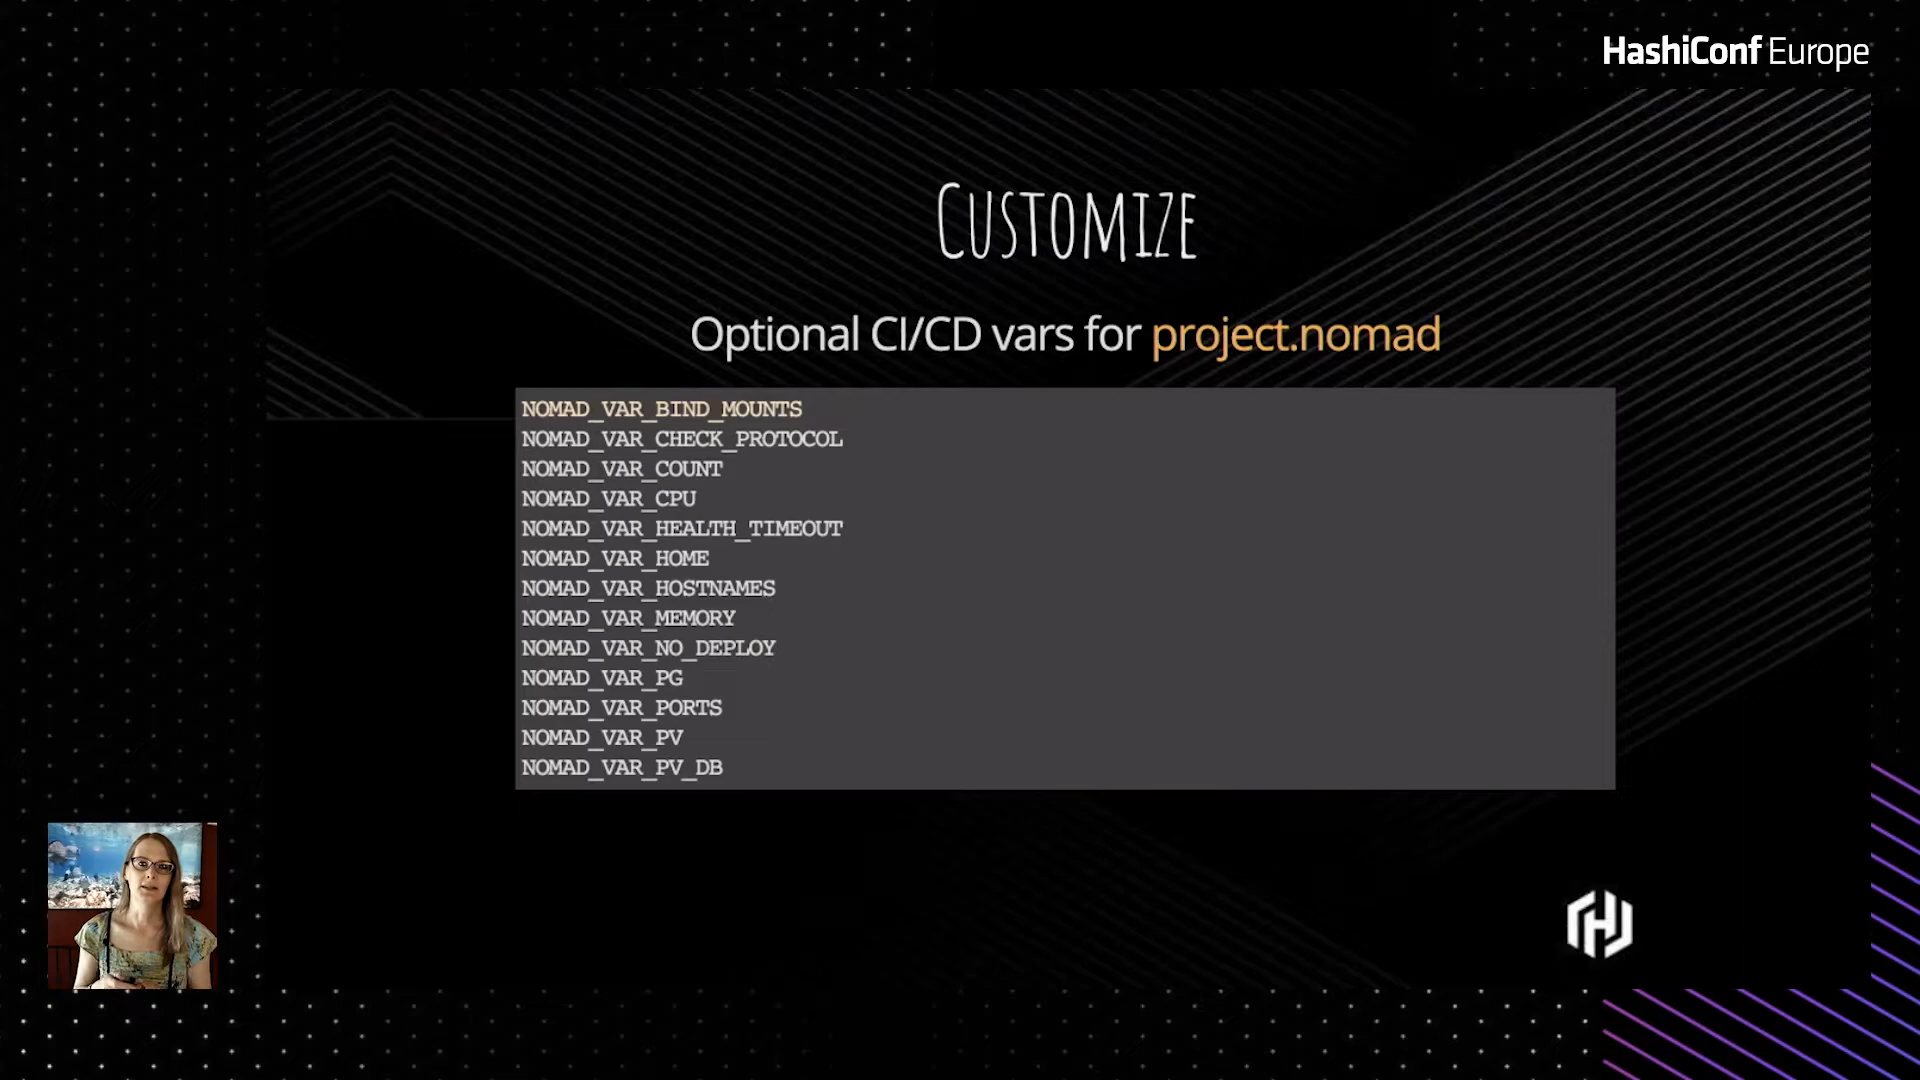 HashiConf Europe
CUSTOMIZE
Optional CI/CD vars for project.nomad
NOMAD_VAR_BIND_MOUNTS
NOMAD_VAR_CHECK_PROTOCOL
NOMAD_VAR_COUNT
NOMAD_VAR_CPU
NOMAD_VAR_HEALTH_TIMEOUT
NOMAD_VAR_HOME
NOMAD_VAR_HOSTNAMES
NOMAD_VAR_MEMORY
NOMAD_VAR_NO_DEPLOY
NOMAD_VAR_PG
NOMAD_VAR_PORTS
NOMAD_VAR_PV
NOMAD_VAR_PV_DB